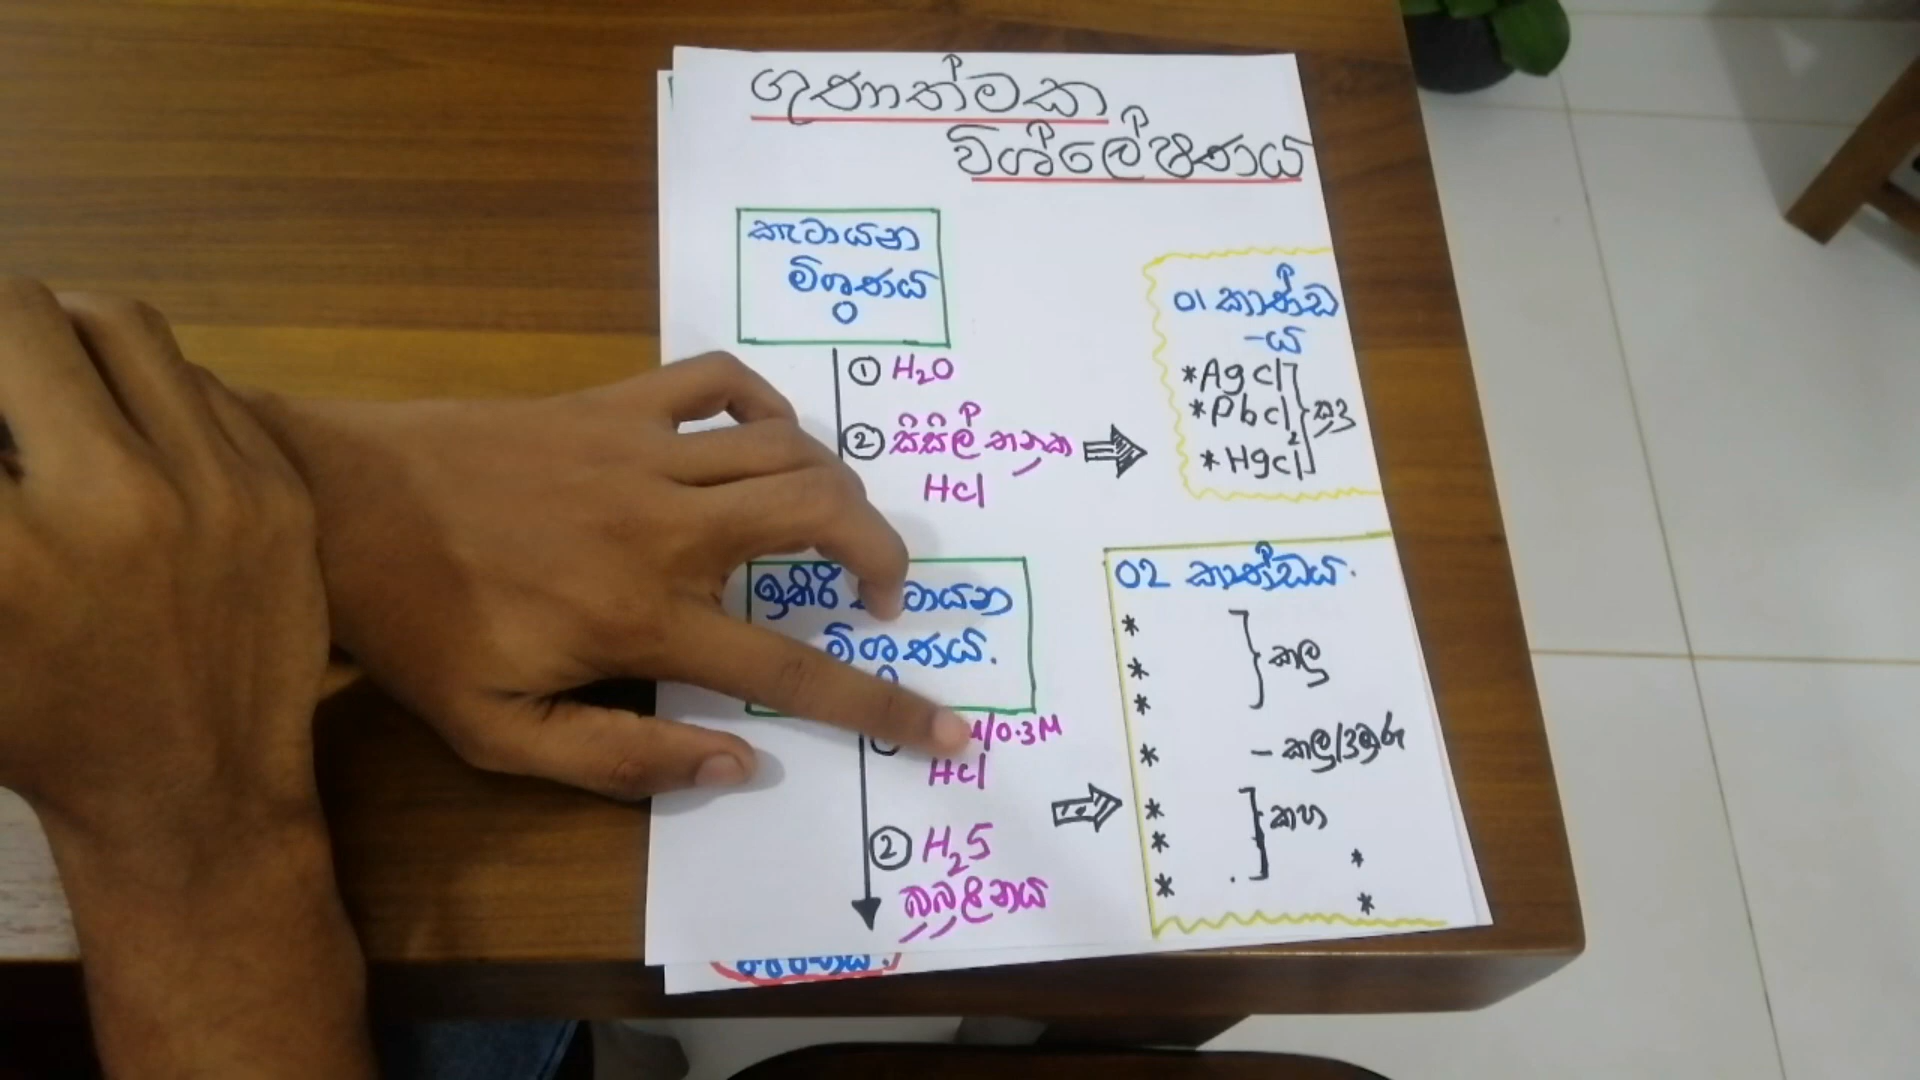 ගුණාත්මක
විශ්ලේෂණය
කැටායන
මිශ්‍රණය
① H₂O
② සිසිල් තනුක
HCl
01 කාණ්ඩ
-ය
*AgCl
*PbCl₂
*HgCl
සුදු
ඉතිරි
මිශ්‍රණය.
/0.3M
HCl
② H₂S
බුබුලනය
02 කාණ්ඩය.
*
*
කළු
*
* - කළු/දුඹුරු
*
කහ
*
*
*
*